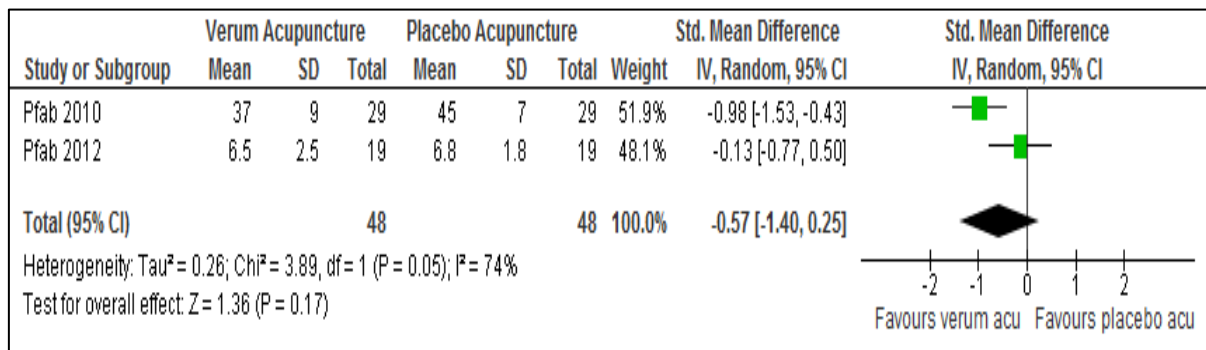 Verum Acupuncture Placebo Acupuncture Std. Mean Difference Std. Mean Difference
Study or Subgroup Mean SD Total Mean SD Total Weight IV, Random, 95% CI IV, Random, 95% CI
Pfab 2010 37 9 29 45 7 29 51.9% -0.98 [-1.53, -0.43]
Pfab 2012 6.5 2.5 19 6.8 1.8 19 48.1% -0.13 [-0.77, 0.50]
Total (95% CI) 48 48 100.0% -0.57 [-1.40, 0.25]
Heterogeneity: Tau² = 0.26; Chi² = 3.89, df = 1 (P = 0.05); I² = 74%
Test for overall effect: Z = 1.36 (P = 0.17)
-2 -1 0 1 2
Favours verum acu Favours placebo acu